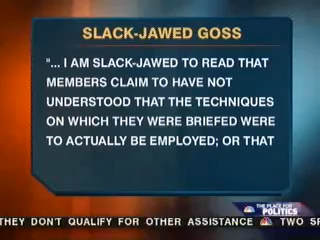 SLACK-JAWED GOSS
"... I AM SLACK-JAWED TO READ THAT
MEMBERS CLAIM TO HAVE NOT
UNDERSTOOD THAT THE TECHNIQUES
ON WHICH THEY WERE BRIEFED WERE
TO ACTUALLY BE EMPLOYED; OR THAT
THE PLACE FOR
POLITICS
THEY DON'T QUALIFY FOR OTHER ASSISTANCE TWO SP